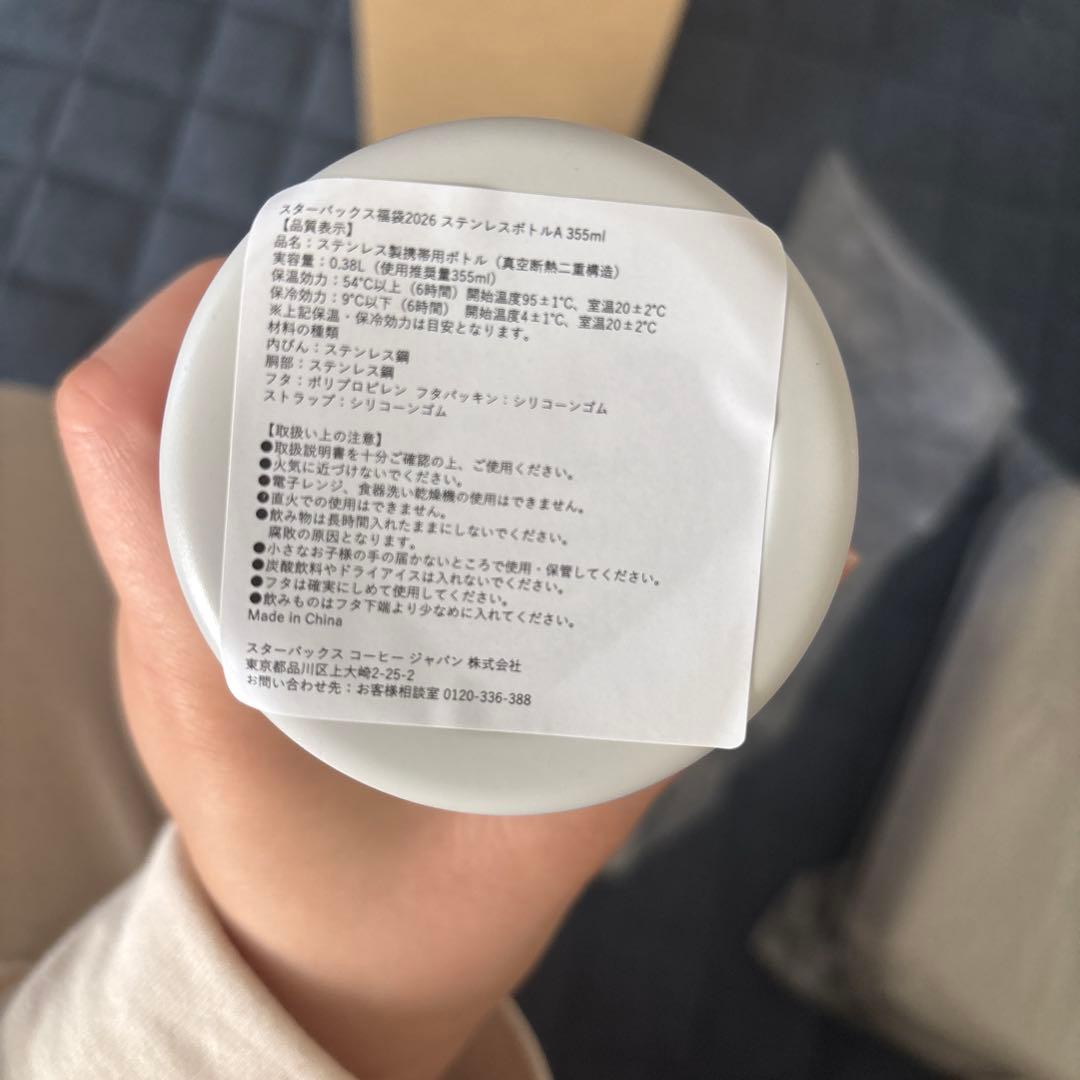 スターバックス福袋2026 ステンレスボトルA 355ml
【品質表示】
品名：ステンレス製携帯用ボトル（真空断熱二重構造）
実容量：0.38L（使用推奨量355ml）
保温効力：54℃以上（6時間）開始温度95±1℃、室温20±2℃
保冷効力：9℃以下（6時間） 開始温度4±1℃、室温20±2℃
※上記保温・保冷効力は目安となります。
材料の種類
内びん：ステンレス鋼
胴部：ステンレス鋼
フタ：ポリプロピレン フタパッキン：シリコーンゴム
ストラップ：シリコーンゴム
【取扱い上の注意】
●取扱説明書を十分ご確認の上、ご使用ください。
●火気に近づけないでください。
●電子レンジ、食器洗い乾燥機の使用はできません。
●直火での使用はできません。
●飲み物は長時間入れたままにしないでください。
腐敗の原因となります。
●小さなお子様の手の届かないところで使用・保管してください。
●炭酸飲料やドライアイスは入れないでください。
●フタは確実にしめて使用してください。
●飲みものはフタ下端より少なめに入れてください。
Made in China
スターバックス コーヒー ジャパン 株式会社
東京都品川区上大崎2-25-2
お問い合わせ先：お客様相談室 0120-336-388